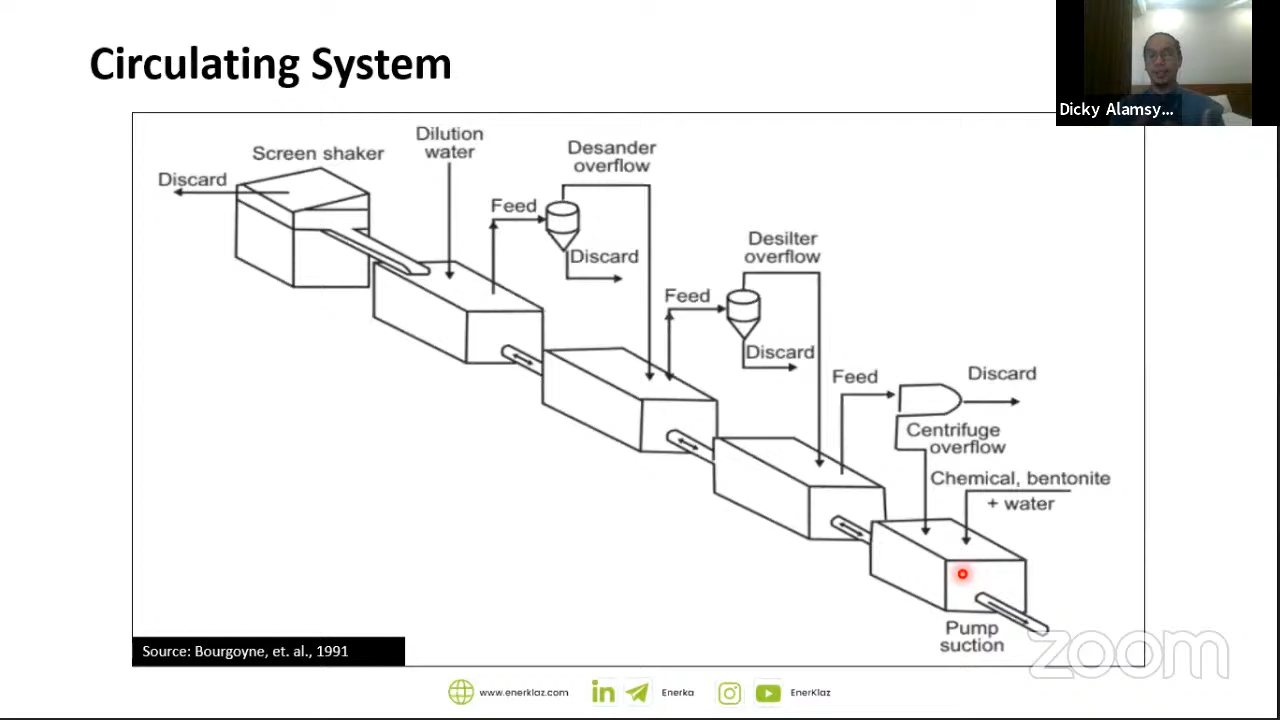 Circulating System
Dicky Alamsy...
Dilution
water
Desander
overflow
Screen shaker
Discard
Feed
Discard
Desilter
overflow
Feed
Discard
Feed
Discard
Centrifuge
overflow
Chemical, bentonite
+ water
Pump
suction
Source: Bourgoyne, et. al., 1991
zoom
www.enerklaz.com
Enerka
EnerKlaz